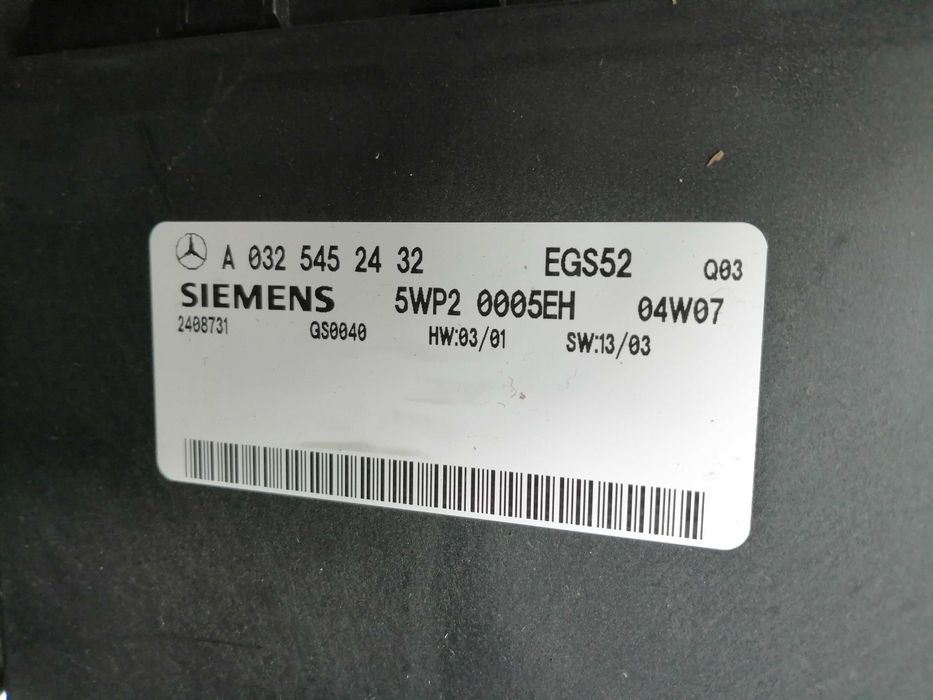 A 032 545 24 32 EGS52 Q03
SIEMENS 5WP2 0005EH 04W07
2408731 QS0040 HW:03/01 SW:13/03